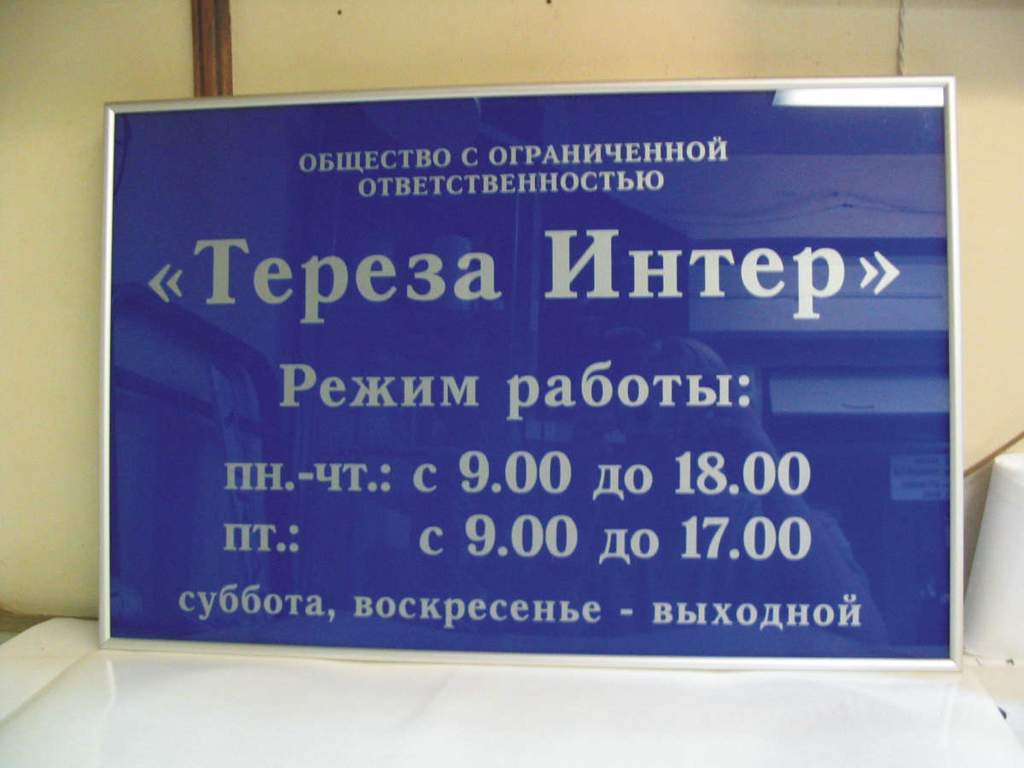 ОБЩЕСТВО С ОГРАНИЧЕННОЙ
ОТВЕТСТВЕННОСТЬЮ
«Тереза Интер»
Режим работы:
пн.-чт.: с 9.00 до 18.00
пт.: с 9.00 до 17.00
суббота, воскресенье - выходной